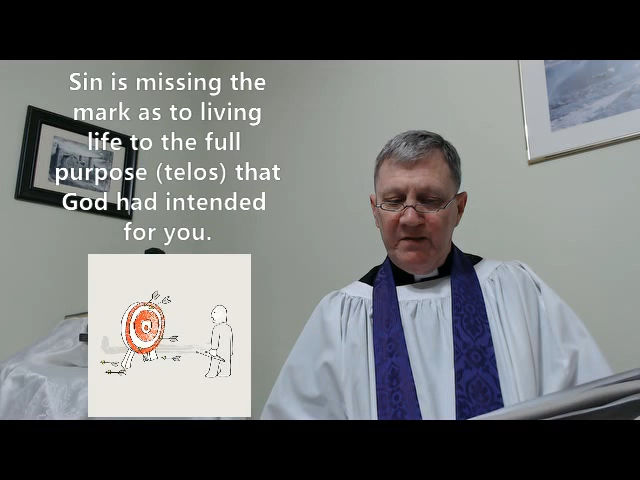 Sin is missing the
mark as to living
life to the full
purpose (telos) that
God had intended
for you.